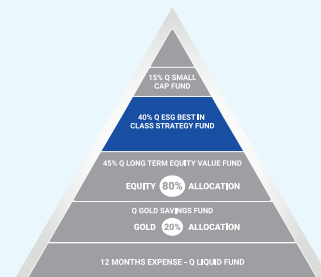 15% Q SMALL
CAP FUND
40% Q ESG BEST IN
CLASS STRATEGY FUND
45% Q LONG TERM EQUITY VALUE FUND
EQUITY 80% ALLOCATION
Q GOLD SAVINGS FUND
GOLD 20% ALLOCATION
12 MONTHS EXPENSE - Q LIQUID FUND